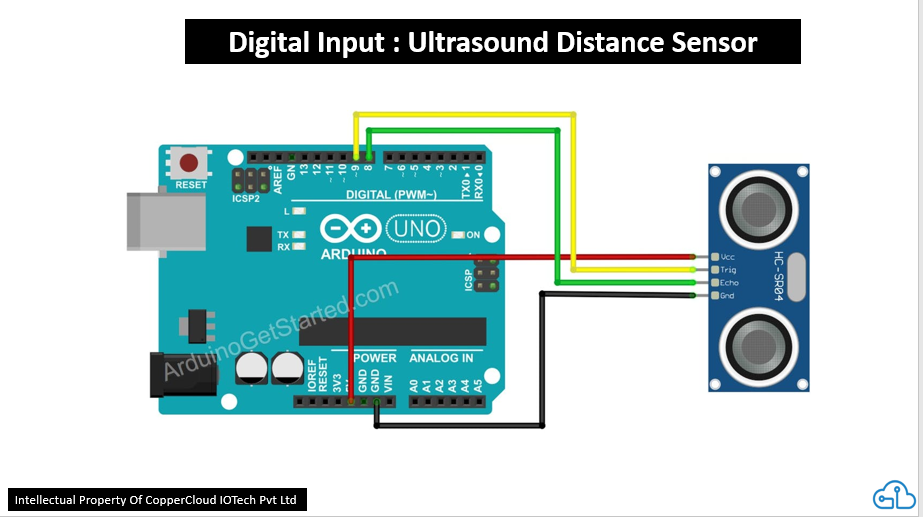 Digital Input : Ultrasound Distance Sensor
RESET
ICSP2
AREF
GN
13
12
~11
~10
~9
8
7
~6
~5
4
~3
2
TX0►1
RX0◄0
DIGITAL (PWM~)
L
TX
RX
ARDUINO
UNO
ON
ICSP
ArduinoGetStarted.com
POWER
ANALOG IN
IOREF
RESET
3V3
GND
GND
VIN
A0
A1
A2
A3
A4
A5
Vcc
Trig
Echo
Gnd
HC-SR04
Intellectual Property Of CopperCloud IOTech Pvt Ltd